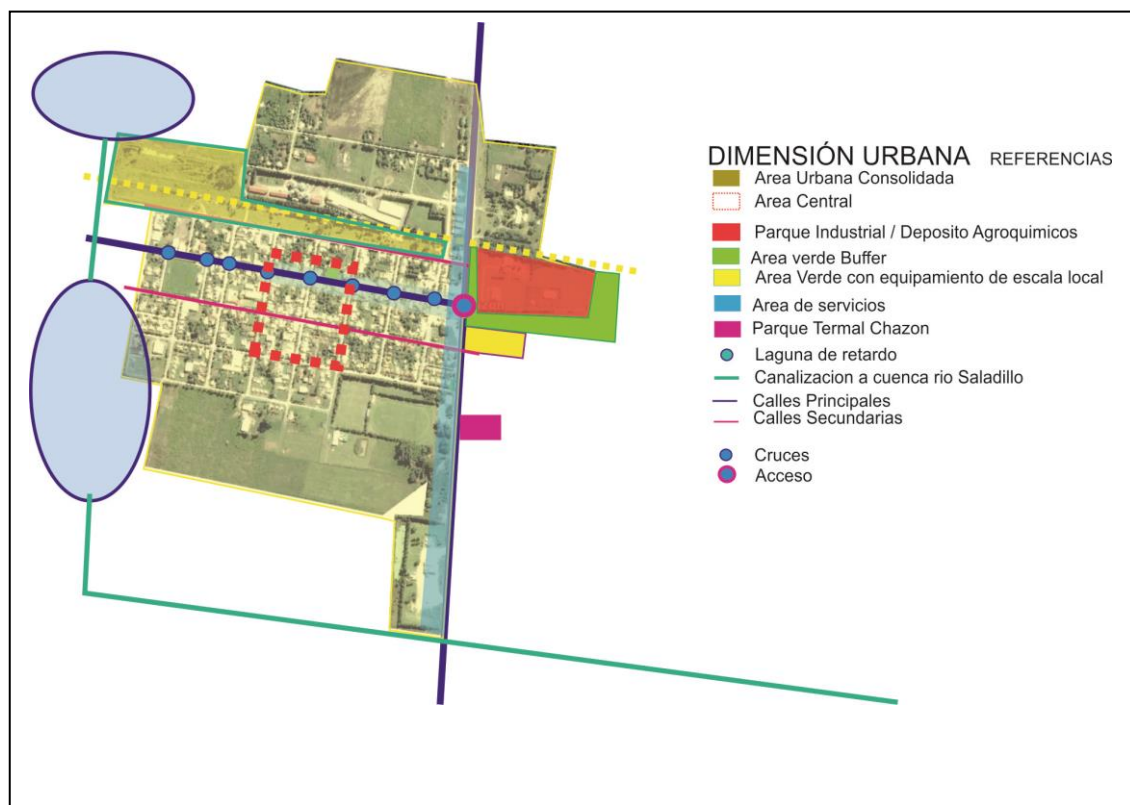 DIMENSIÓN URBANA REFERENCIAS
Area Urbana Consolidada
Area Central
Parque Industrial / Deposito Agroquimicos
Area verde Buffer
Area Verde con equipamiento de escala local
Area de servicios
Parque Termal Chazon
Laguna de retardo
Canalizacion a cuenca rio Saladillo
Calles Principales
Calles Secundarias
Cruces
Acceso